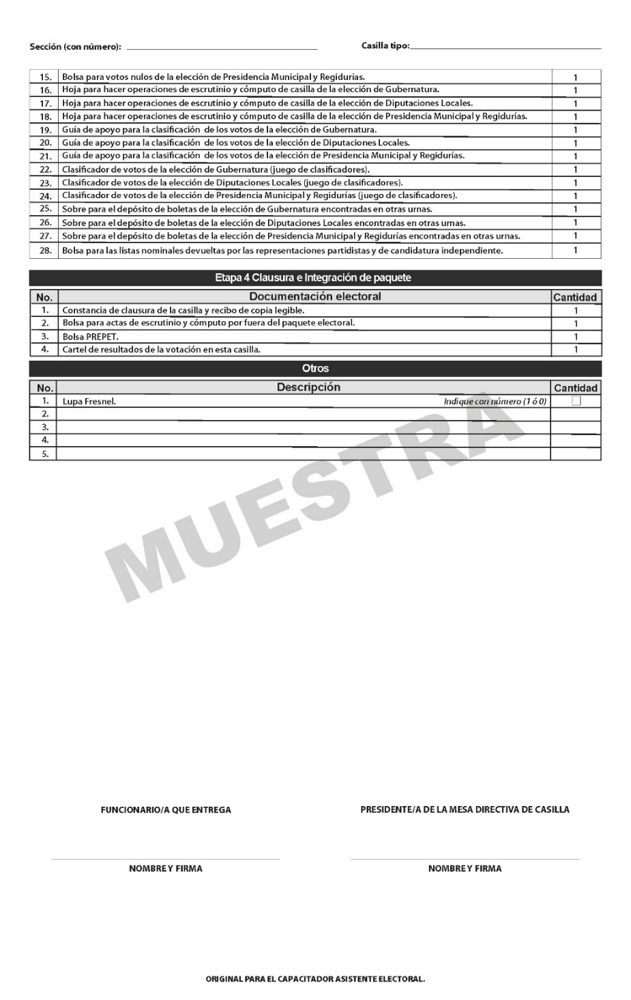 Sección (con número): Casilla tipo:
15. Bolsa para votos nulos de la elección de Presidencia Municipal y Regidurías. 1
16. Hoja para hacer operaciones de escrutinio y cómputo de casilla de la elección de Gubernatura. 1
17. Hoja para hacer operaciones de escrutinio y cómputo de casilla de la elección de Diputaciones Locales. 1
18. Hoja para hacer operaciones de escrutinio y cómputo de casilla de la elección de Presidencia Municipal y Regidurías. 1
19. Guía de apoyo para la clasificación de los votos de la elección de Gubernatura. 1
20. Guía de apoyo para la clasificación de los votos de la elección de Diputaciones Locales. 1
21. Guía de apoyo para la clasificación de los votos de la elección de Presidencia Municipal y Regidurías. 1
22. Clasificador de votos de la elección de Gubernatura (juego de clasificadores). 1
23. Clasificador de votos de la elección de Diputaciones Locales (juego de clasificadores). 1
24. Clasificador de votos de la elección de Presidencia Municipal y Regidurías (juego de clasificadores). 1
25. Sobre para el depósito de boletas de la elección de Gubernatura encontradas en otras urnas. 1
26. Sobre para el depósito de boletas de la elección de Diputaciones Locales encontradas en otras urnas. 1
27. Sobre para el depósito de boletas de la elección de Presidencia Municipal y Regidurías encontradas en otras urnas. 1
28. Bolsa para las listas nominales devueltas por las representaciones partidistas y de candidatura independiente. 1
Etapa 4 Clausura e Integración de paquete
No. Documentación electoral Cantidad
1. Constancia de clausura de la casilla y recibo de copia legible. 1
2. Bolsa para actas de escrutinio y cómputo por fuera del paquete electoral. 1
3. Bolsa PREPET. 1
4. Cartel de resultados de la votación en esta casilla. 1
Otros
No. Descripción Cantidad
1. Lupa Fresnel. Indique con número (1 ó 0)
2.
3.
4.
5.
MUESTRA
FUNCIONARIO/A QUE ENTREGA PRESIDENTE/A DE LA MESA DIRECTIVA DE CASILLA
NOMBRE Y FIRMA NOMBRE Y FIRMA
ORIGINAL PARA EL CAPACITADOR ASISTENTE ELECTORAL.